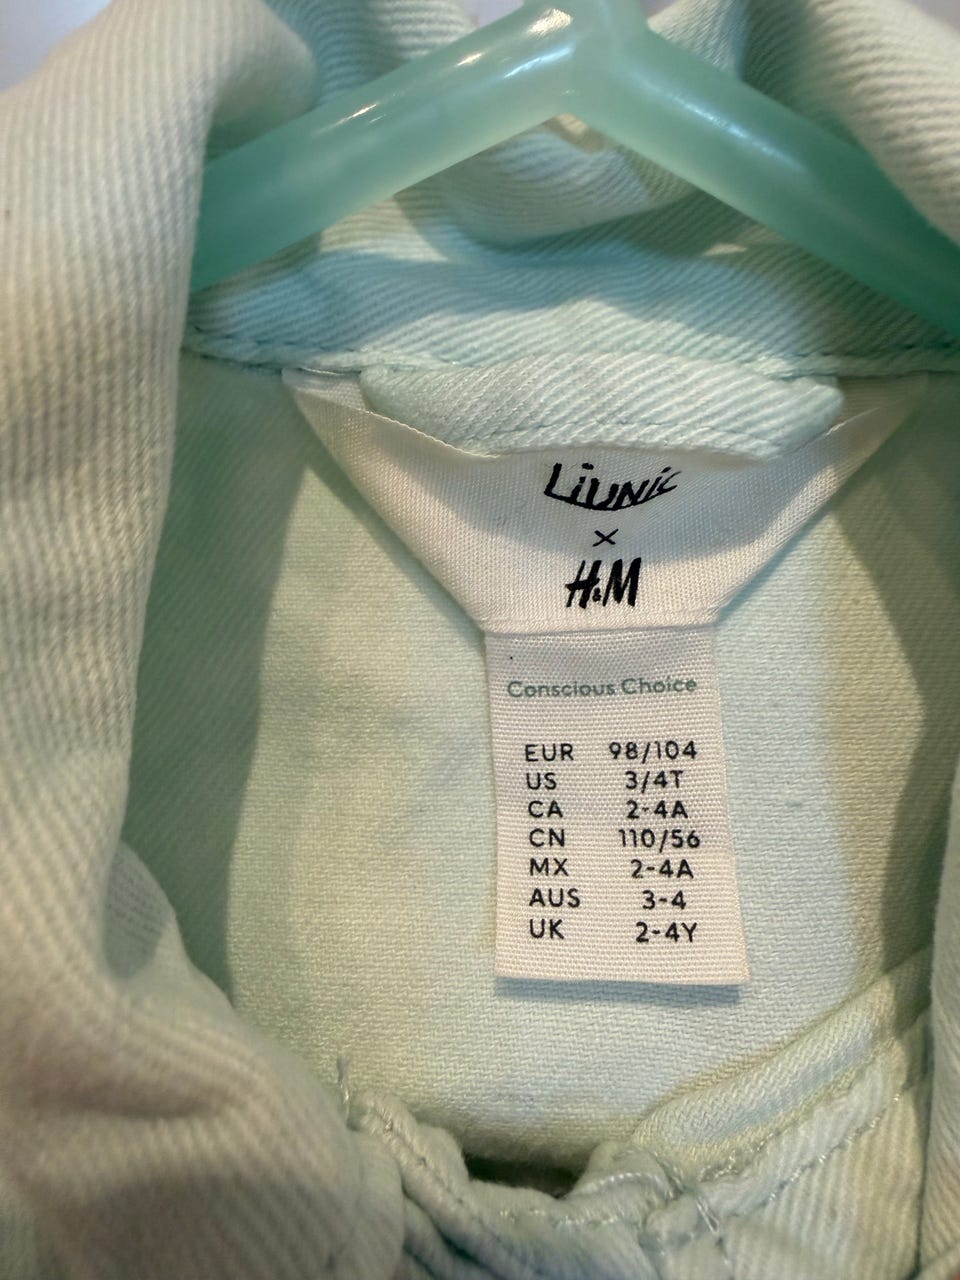 Liunic
×
H&M
Conscious Choice
EUR 98/104
US 3/4T
CA 2-4A
CN 110/56
MX 2-4A
AUS 3-4
UK 2-4Y